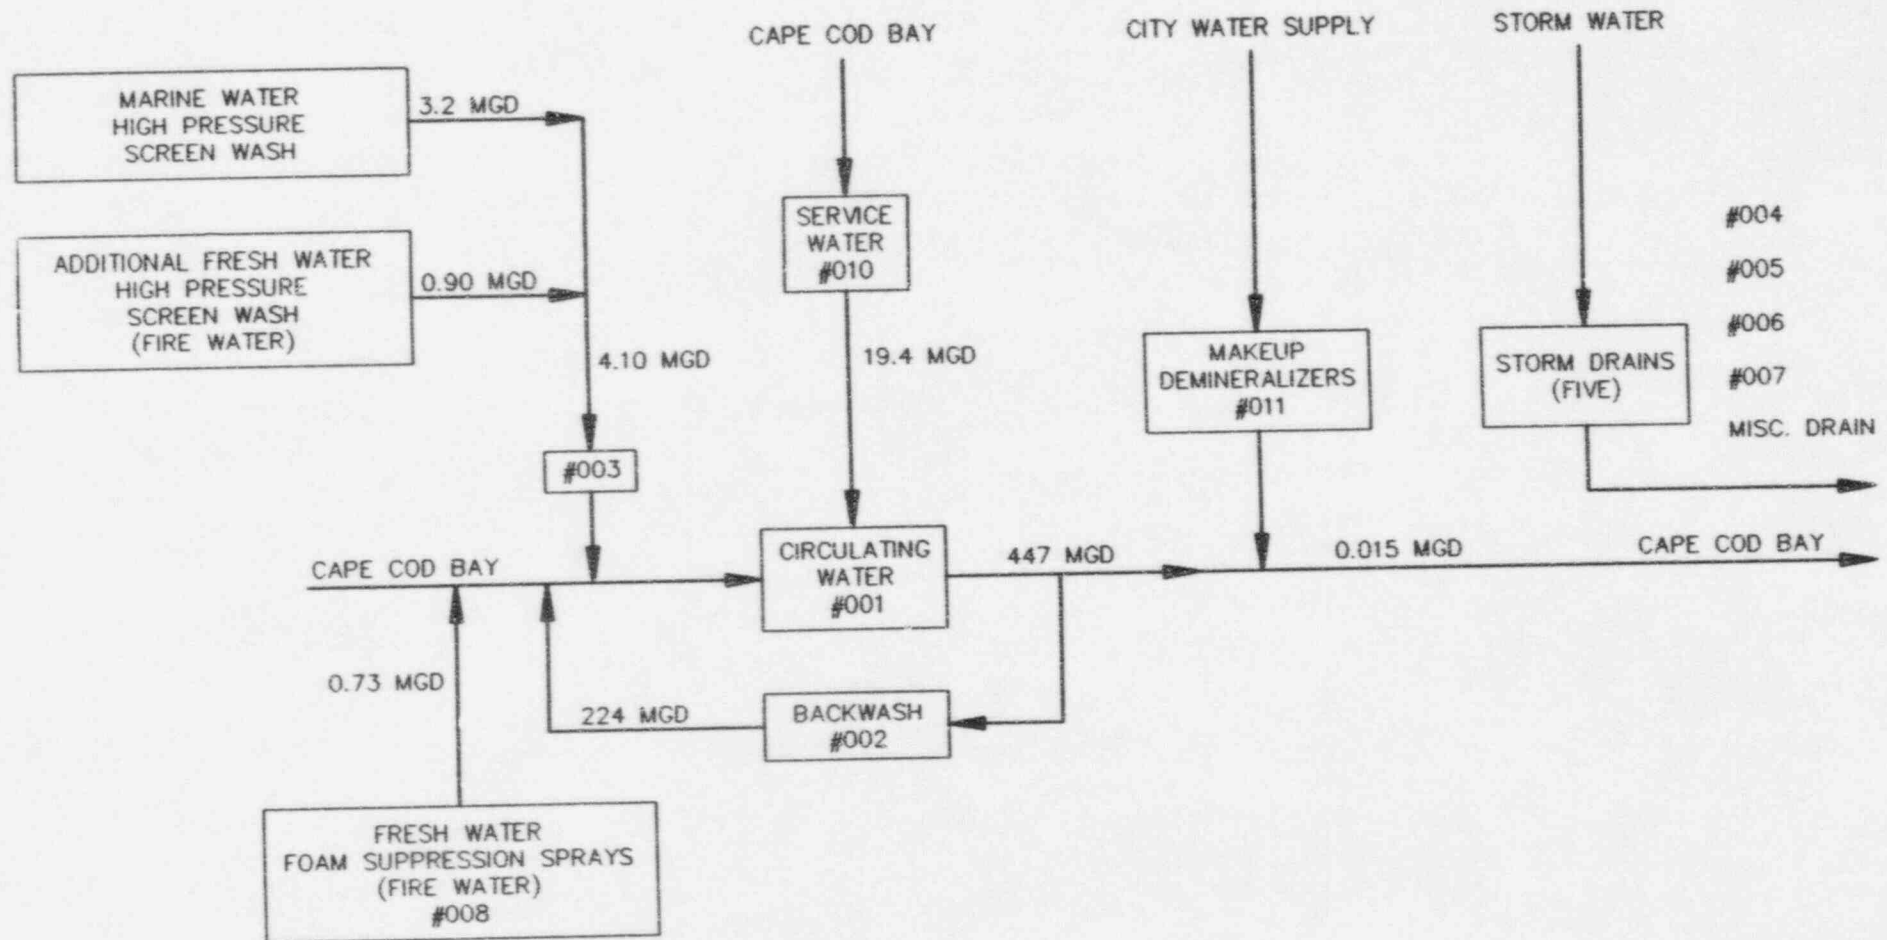 CAPE COD BAY
CITY WATER SUPPLY
STORM WATER
MARINE WATER
HIGH PRESSURE
SCREEN WASH
3.2 MGD
ADDITIONAL FRESH WATER
HIGH PRESSURE
SCREEN WASH
(FIRE WATER)
0.90 MGD
4.10 MGD
#003
SERVICE
WATER
#010
19.4 MGD
MAKEUP
DEMINERALIZERS
#011
STORM DRAINS
(FIVE)
#004
#005
#006
#007
MISC. DRAIN
CAPE COD BAY
CIRCULATING
WATER
#001
447 MGD
0.015 MGD
CAPE COD BAY
0.73 MGD
224 MGD
BACKWASH
#002
FRESH WATER
FOAM SUPPRESSION SPRAYS
(FIRE WATER)
#008